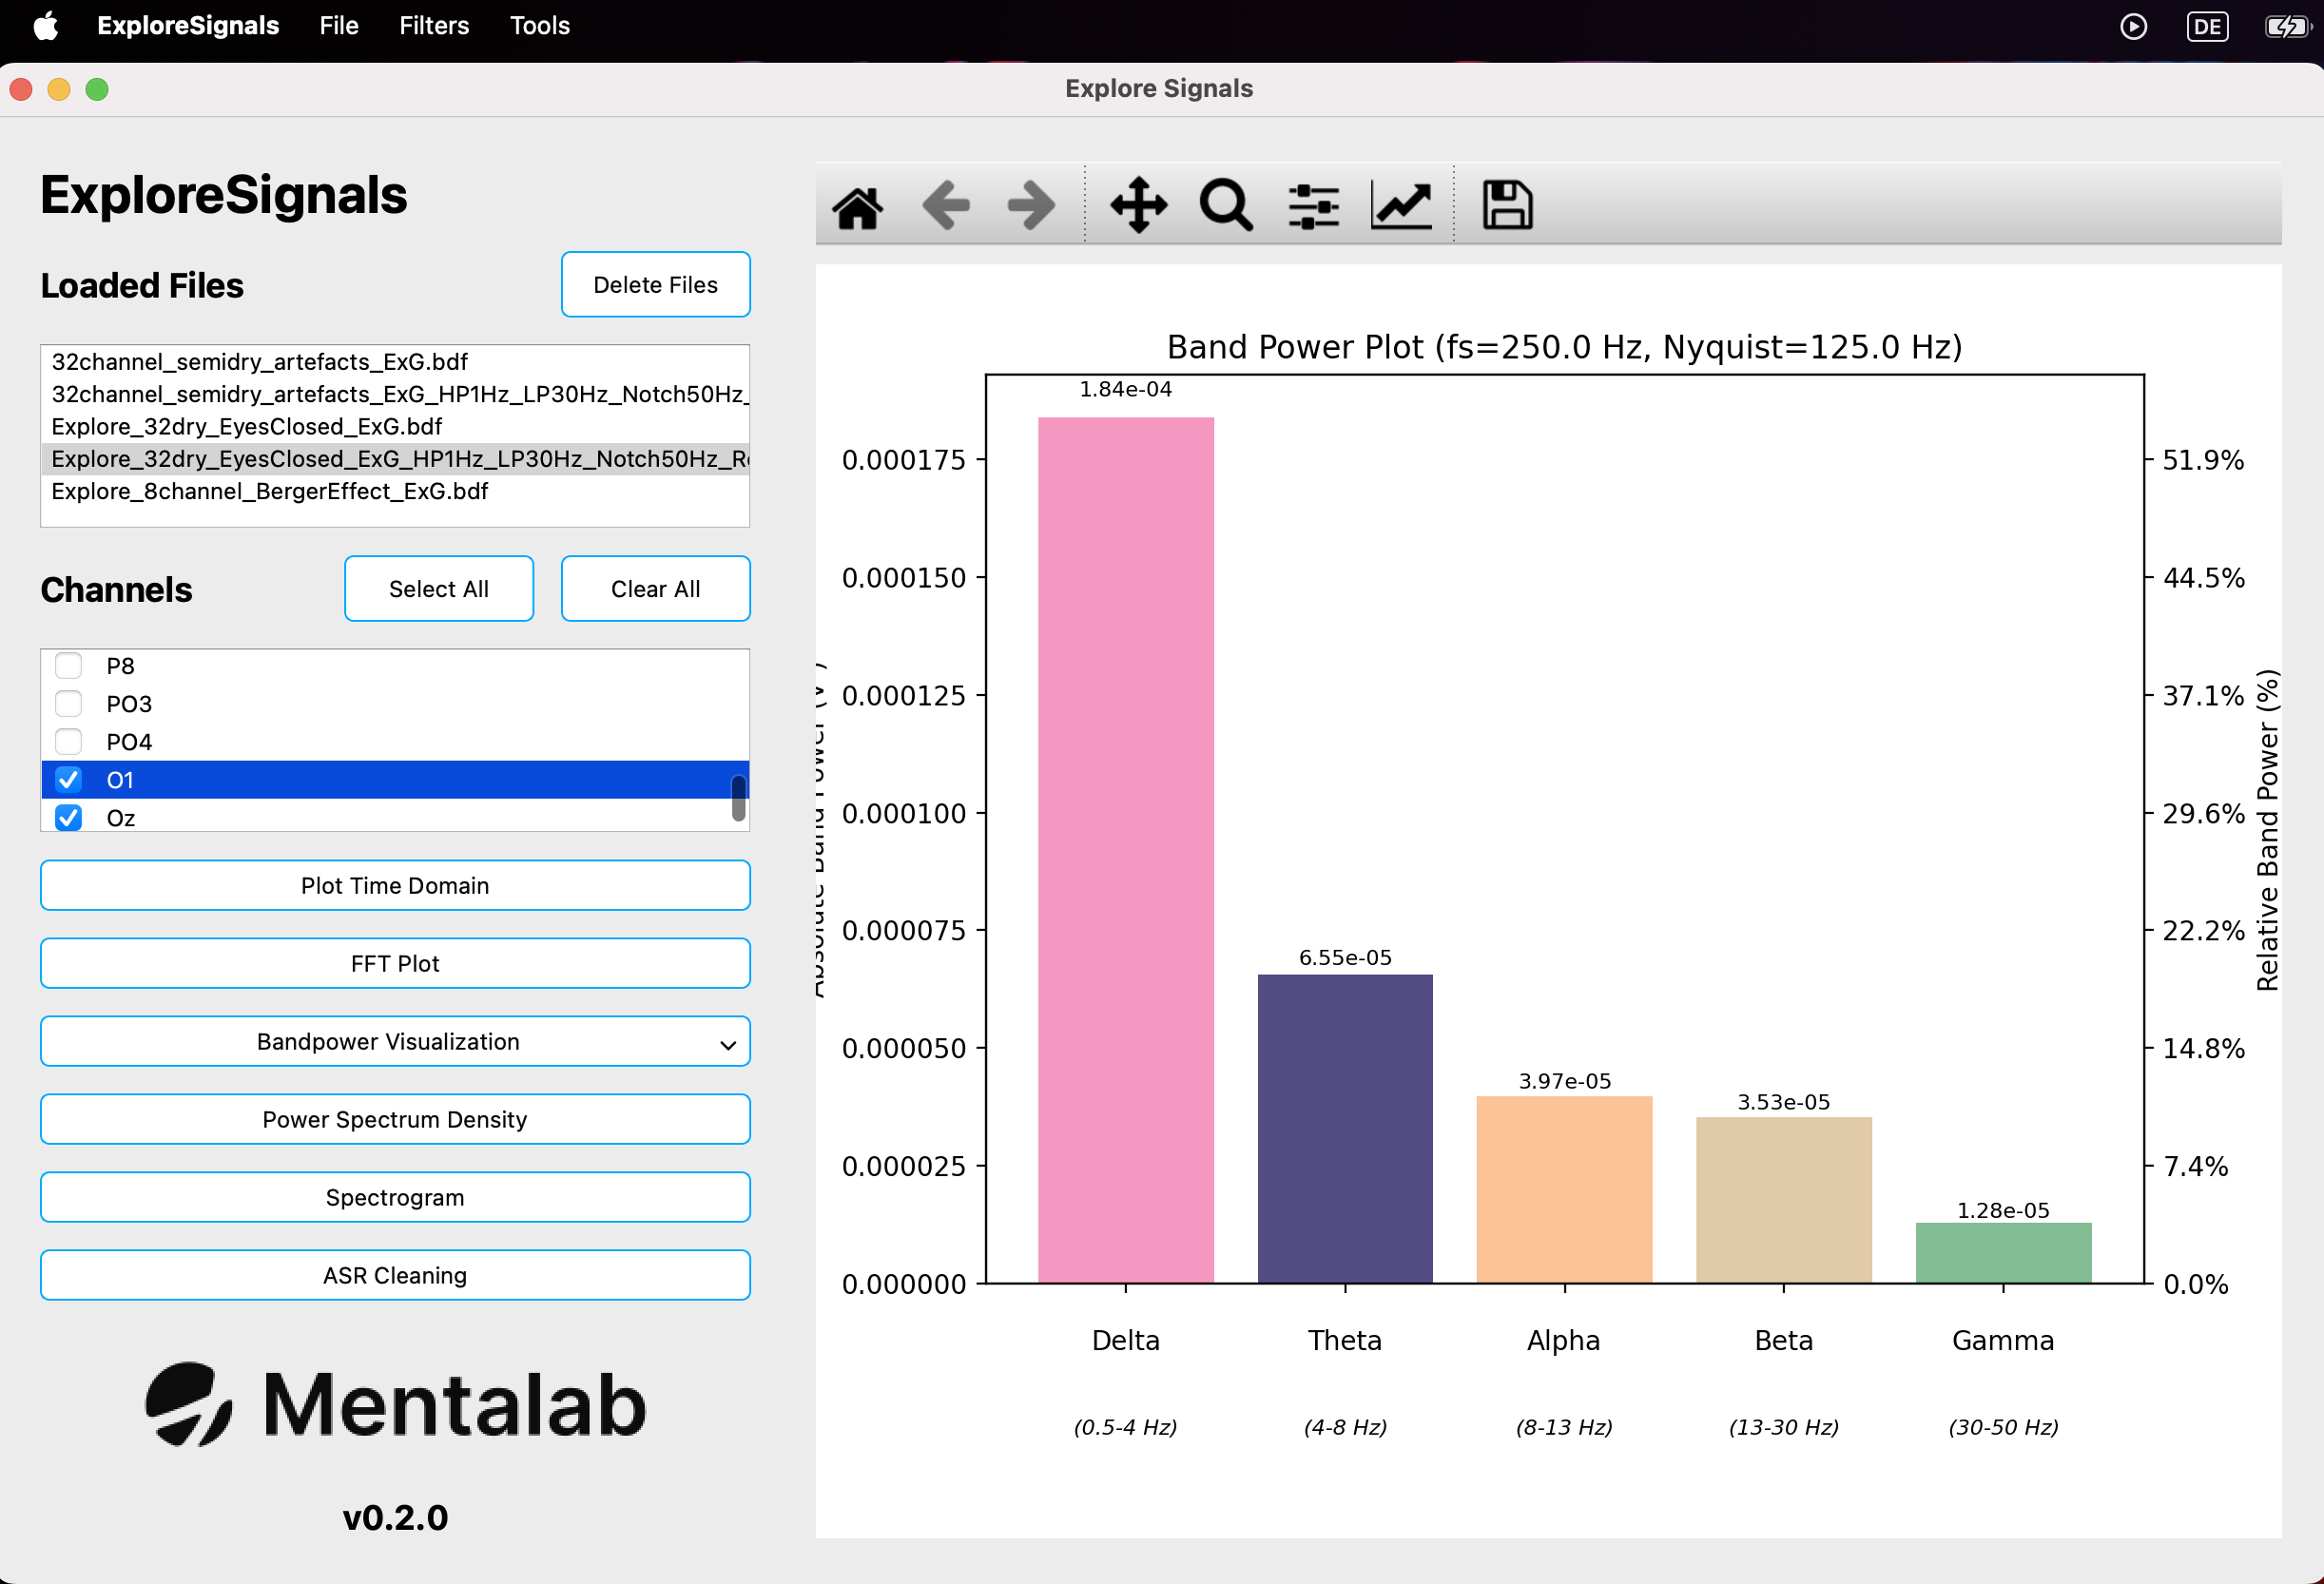 ExploreSignals File Filters Tools DE
Explore Signals
ExploreSignals
Loaded Files
Delete Files
32channel_semidry_artefacts_ExG.bdf
32channel_semidry_artefacts_ExG_HP1Hz_LP30Hz_Notch50Hz_
Explore_32dry_EyesClosed_ExG.bdf
Explore_32dry_EyesClosed_ExG_HP1Hz_LP30Hz_Notch50Hz_R
Explore_8channel_BergerEffect_ExG.bdf
Channels
Select All
Clear All
P8
PO3
PO4
O1
Oz
Plot Time Domain
FFT Plot
Bandpower Visualization
Power Spectrum Density
Spectrogram
ASR Cleaning
Mentalab
v0.2.0
Band Power Plot (fs=250.0 Hz, Nyquist=125.0 Hz)
Absolute Band Power
0.000175
0.000150
0.000125
0.000100
0.000075
0.000050
0.000025
0.000000
1.84e-04
6.55e-05
3.97e-05
3.53e-05
1.28e-05
51.9%
44.5%
37.1%
29.6%
22.2%
14.8%
7.4%
0.0%
Relative Band Power (%)
Delta Theta Alpha Beta Gamma
(0.5-4 Hz) (4-8 Hz) (8-13 Hz) (13-30 Hz) (30-50 Hz)